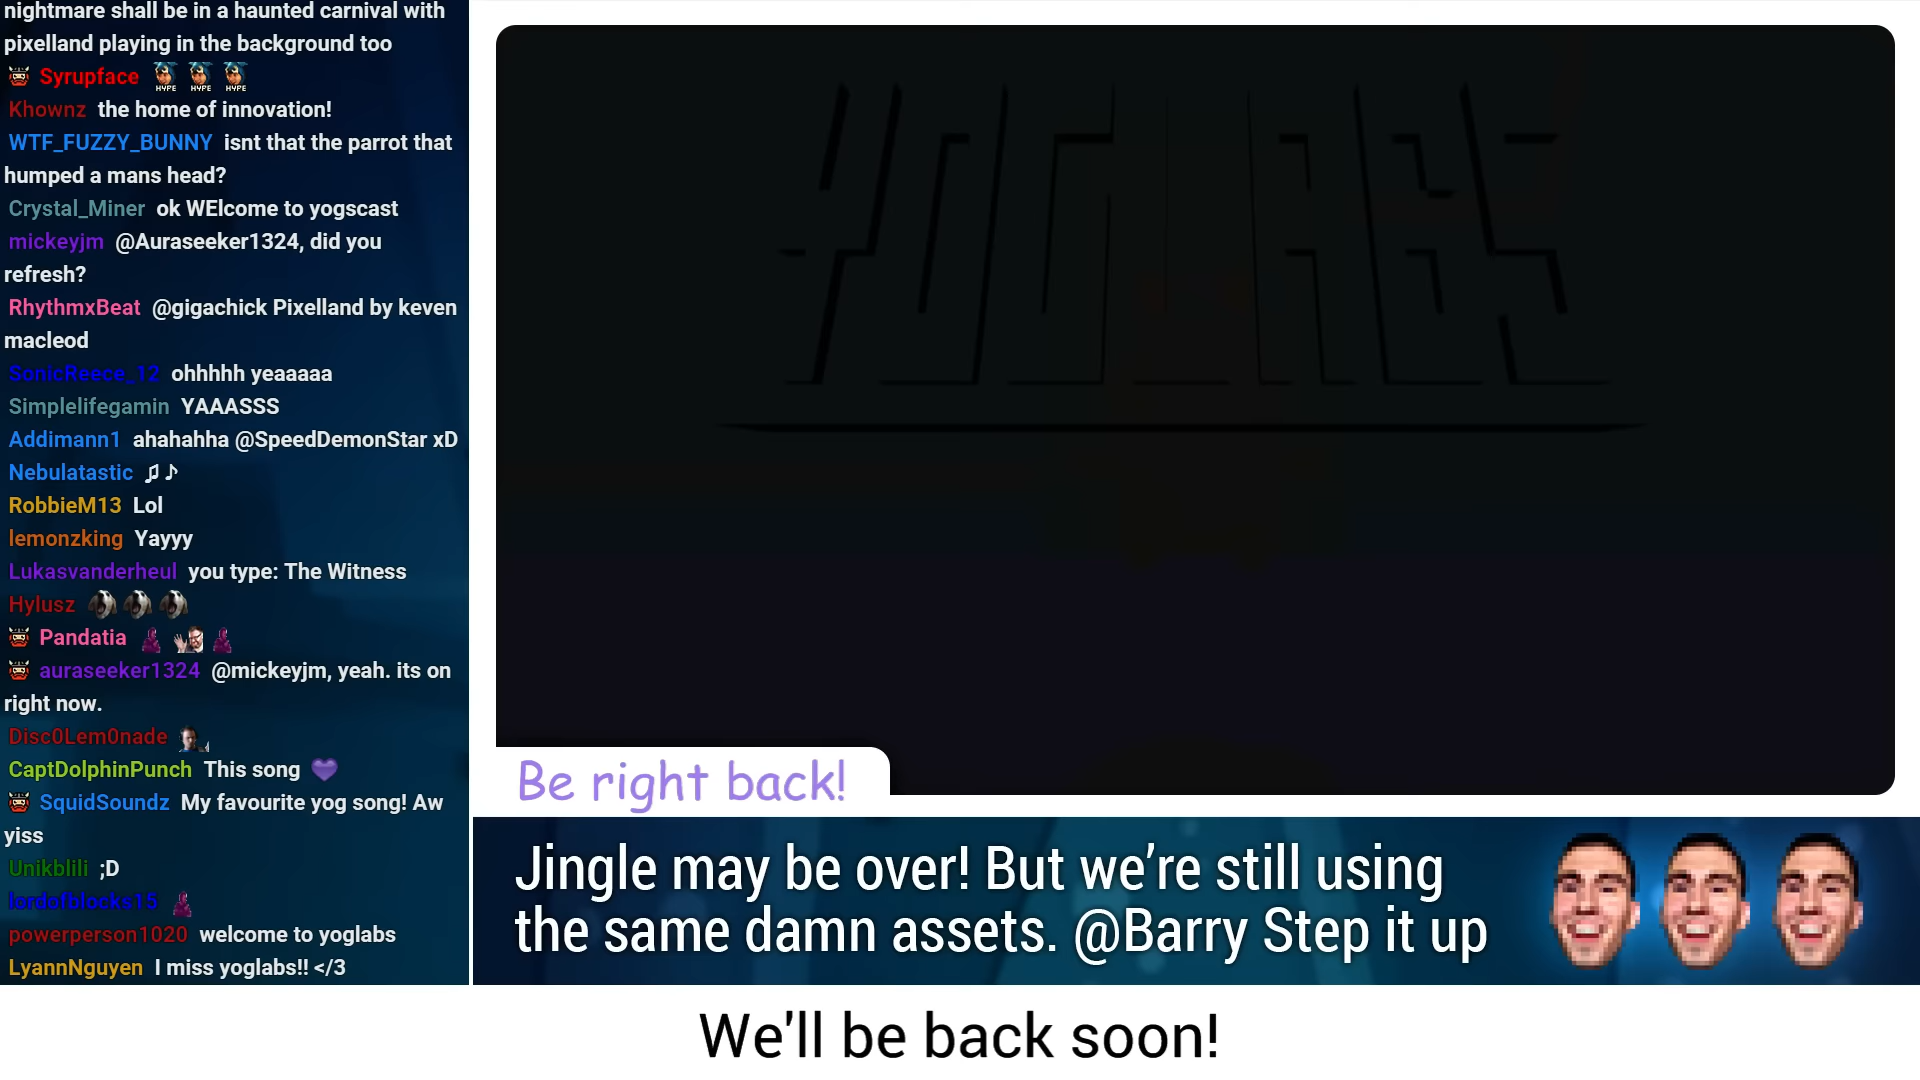 nightmare shall be in a haunted carnival with
pixelland playing in the background too
Syrupface HYPE HYPE HYPE
Khownz the home of innovation!
WTF_FUZZY_BUNNY isnt that the parrot that
humped a mans head?
Crystal_Miner ok WElcome to yogscast
mickeyjm @Auraseeker1324, did you
refresh?
RhythmxBeat @gigachick Pixelland by keven
macleod
SonicReece_12 ohhhhh yeaaaaa
Simplelifegamin YAAASSS
Addimann1 ahahahha @SpeedDemonStar xD
Nebulatastic ♫ ♪
RobbieM13 Lol
lemonzking Yayyy
Lukasvanderheul you type: The Witness
Hylusz
Pandatia
auraseeker1324 @mickeyjm, yeah. its on
right now.
Disc0Lem0nade
CaptDolphinPunch This song 💜
SquidSoundz My favourite yog song! Aw
yiss
Unikblili ;D
lordofblocks15
powerperson1020 welcome to yoglabs
LyannNguyen I miss yoglabs!! </3
YOGLABS
Be right back!
Jingle may be over! But we’re still using
the same damn assets. @Barry Step it up
We'll be back soon!